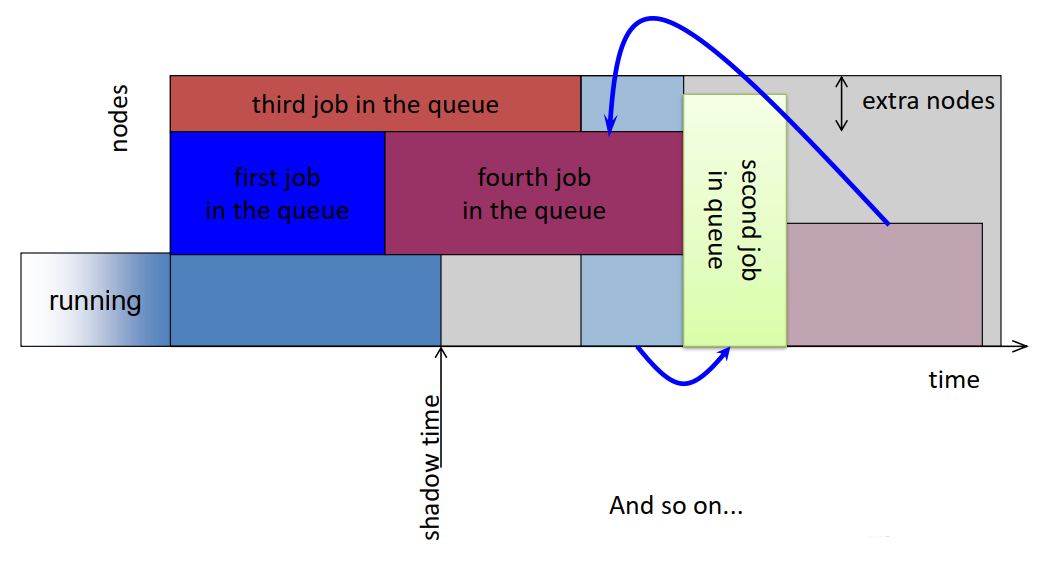 nodes
third job in the queue
extra nodes
first job
in the queue
fourth job
in the queue
second job
in queue
running
time
shadow time
And so on...